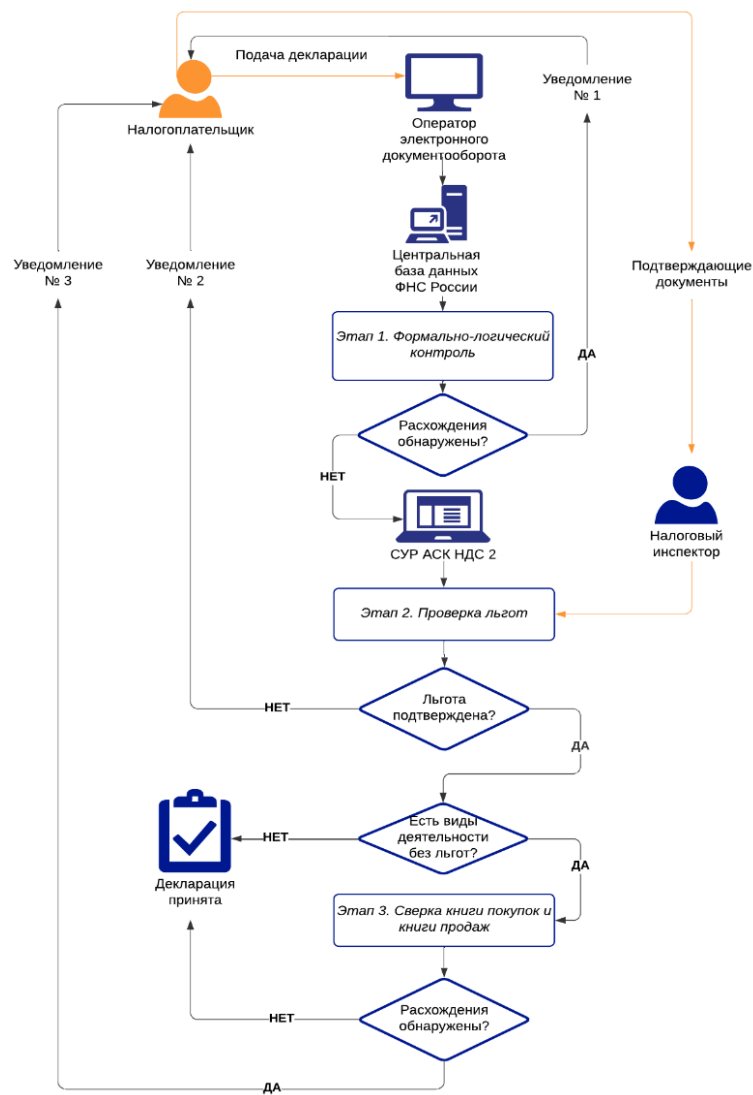 Подача декларации
Уведомление
№ 1
Налогоплательщик
Оператор
электронного
документооборота
Уведомление
№ 3
Уведомление
№ 2
Центральная
база данных
ФНС России
Подтверждающие
документы
Этап 1. Формально-логический
контроль
ДА
Расхождения
обнаружены?
НЕТ
СУР АСК НДС 2
Налоговый
инспектор
Этап 2. Проверка льгот
Льгота
подтверждена?
НЕТ
ДА
Есть виды
деятельности
без льгот?
НЕТ
ДА
Декларация
принята
Этап 3. Сверка книги покупок и
книги продаж
Расхождения
обнаружены?
НЕТ
ДА